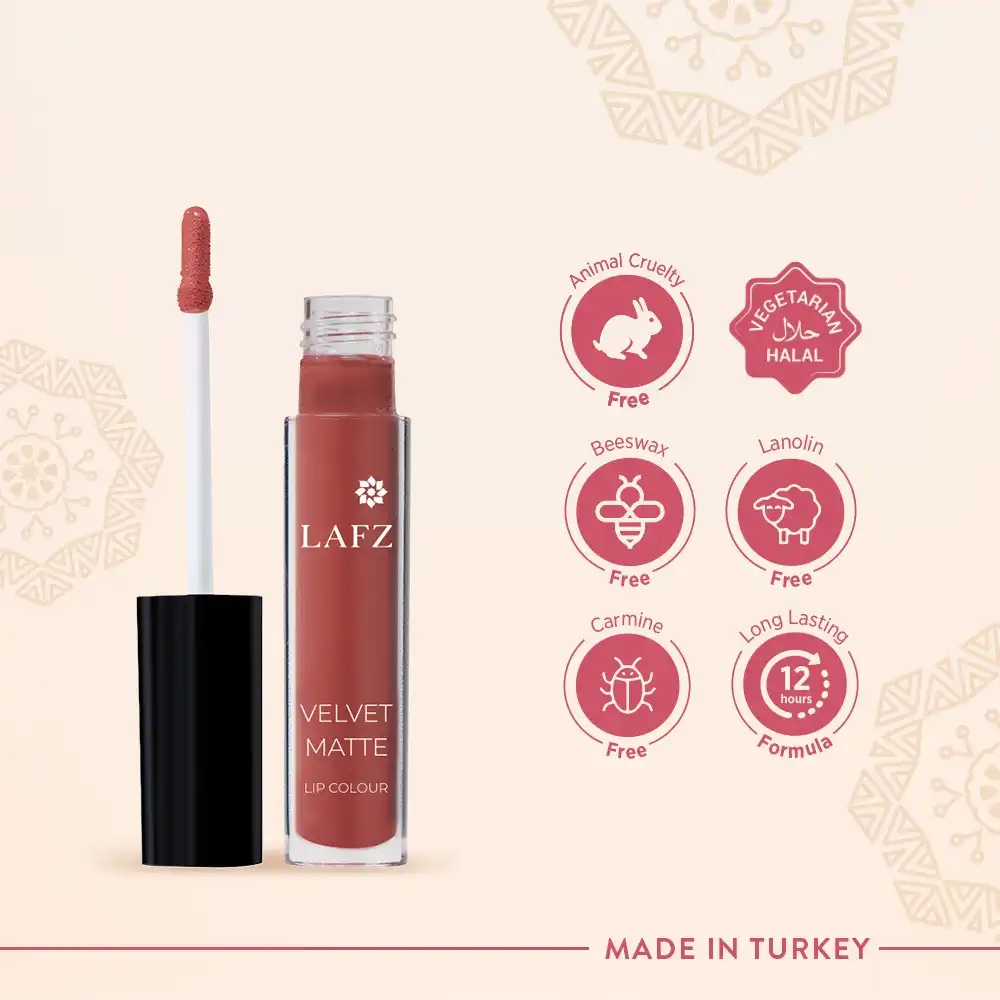 LAFZ
VELVET
MATTE
LIP COLOUR
Animal Cruelty
Free
VEGETARIAN
حلال
HALAL
Beeswax
Free
Lanolin
Free
Carmine
Free
Long Lasting
12
hours
Formula
MADE IN TURKEY